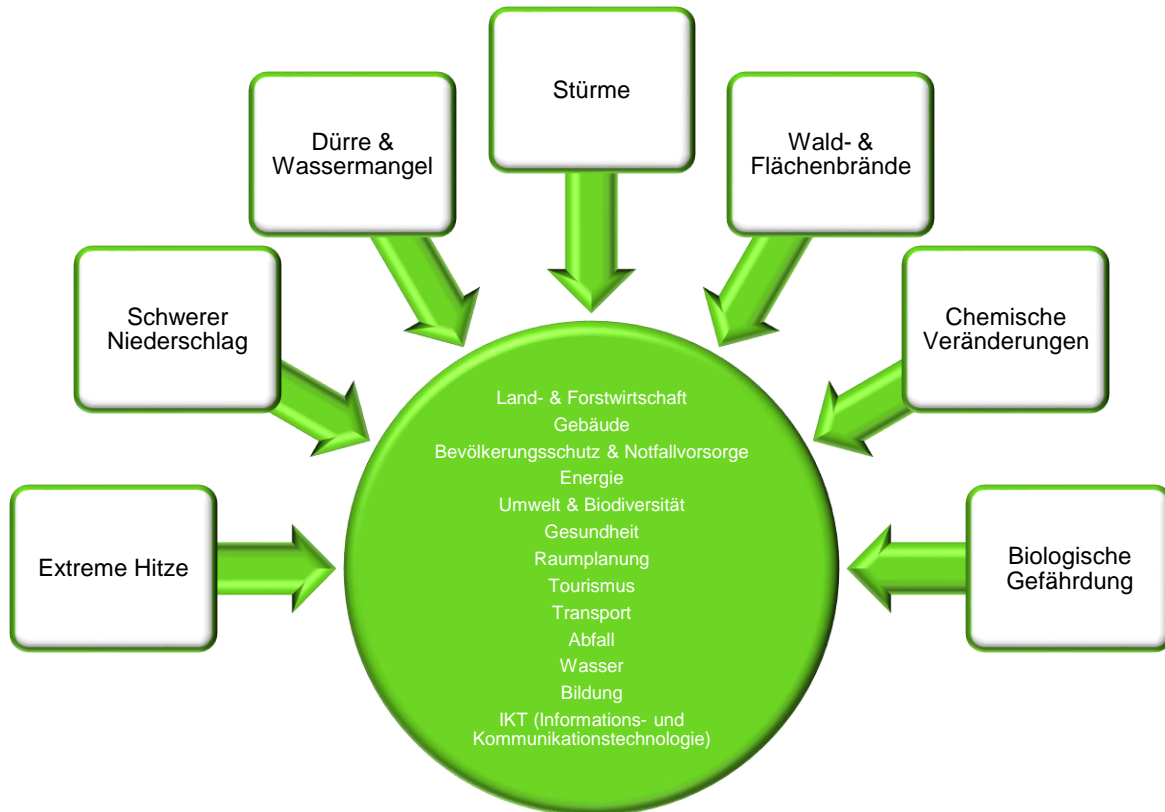 Stürme
Dürre &
Wassermangel
Wald- &
Flächenbrände
Schwerer
Niederschlag
Chemische
Veränderungen
Extreme Hitze
Biologische
Gefährdung
Land- & Forstwirtschaft
Gebäude
Bevölkerungsschutz & Notfallvorsorge
Energie
Umwelt & Biodiversität
Gesundheit
Raumplanung
Tourismus
Transport
Abfall
Wasser
Bildung
IKT (Informations- und
Kommunikationstechnologie)